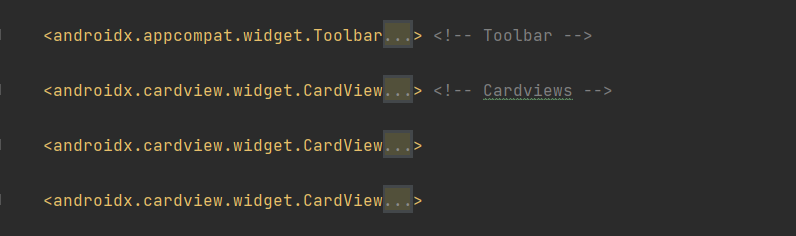 <androidx.appcompat.widget.Toolbar...> <!-- Toolbar -->
<androidx.cardview.widget.CardView...> <!-- Cardviews -->
<androidx.cardview.widget.CardView...>
<androidx.cardview.widget.CardView...>